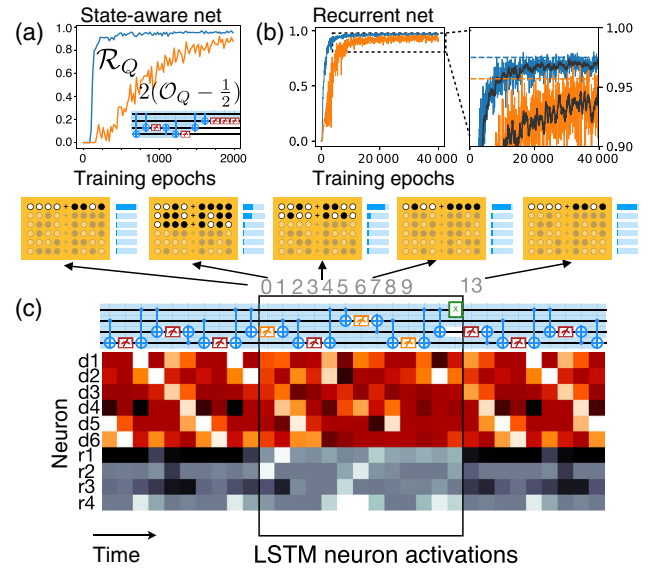 State-aware net
Recurrent net
(a)
(b)
1.0
0.8
0.6
0.4
0.2
0.0
R_Q
2(O_Q − 1/2)
0
1000
2000
1.0
0.5
0.0
0
20 000
40 000
1.00
0.95
0.90
0
20 000
40 000
Training epochs
Training epochs
+
+
+
+
+
0 1 2 3 4 5 6 7 8 9
13
(c)
X
d1
d2
d3
d4
d5
d6
r1
r2
r3
r4
Neuron
Time
LSTM neuron activations